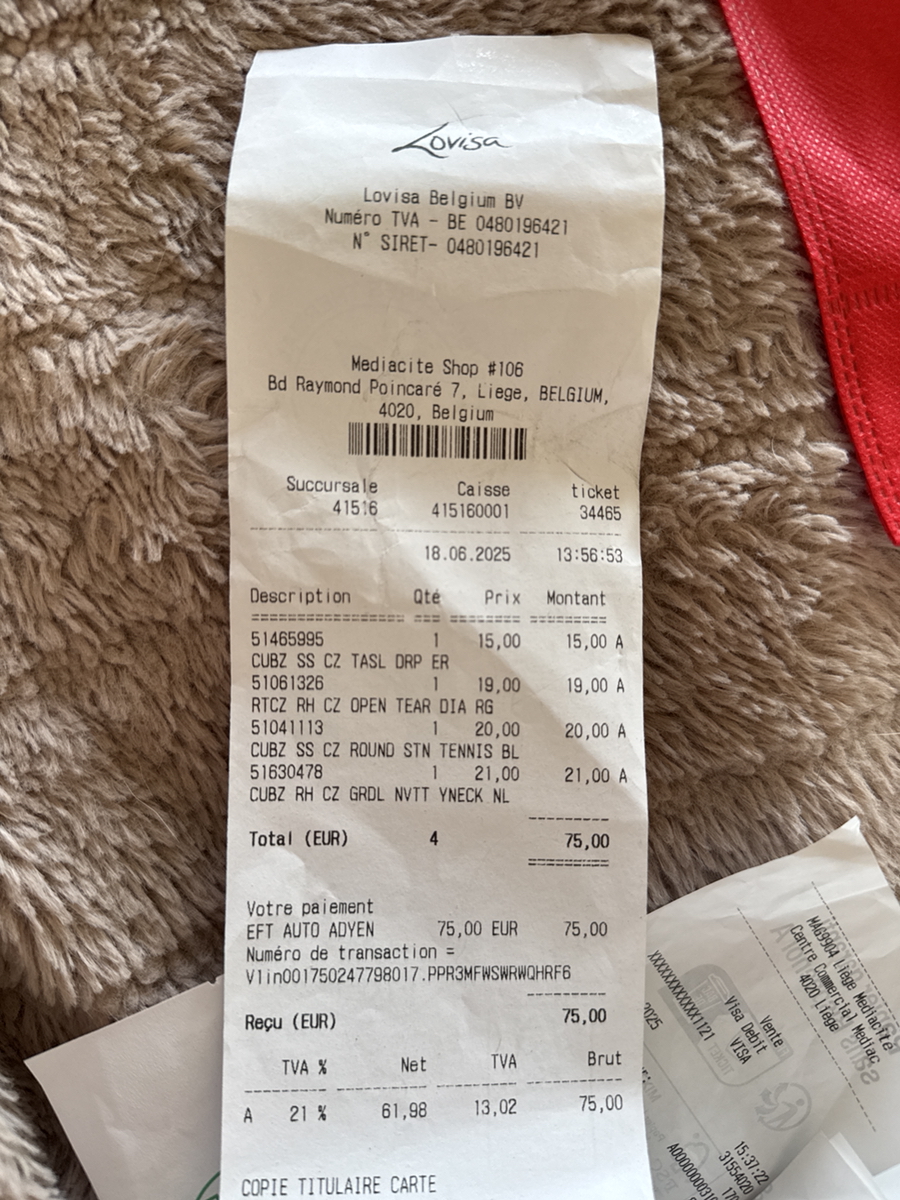 Lovisa
Lovisa Belgium BV
Numéro TVA - BE 0480196421
N° SIRET- 0480196421
Mediacite Shop #106
Bd Raymond Poincaré 7, Liege, BELGIUM,
4020, Belgium
Succursale Caisse ticket
41516 415160001 34465
18.06.2025 13:56:53
Description Qté Prix Montant
51465995 1 15,00 15,00 A
CUBZ SS CZ TASL DRP ER
51061326 1 19,00 19,00 A
RTCZ RH CZ OPEN TEAR DIA RG
51041113 1 20,00 20,00 A
CUBZ SS CZ ROUND STN TENNIS BL
51630478 1 21,00 21,00 A
CUBZ RH CZ GRDL NVTT YNECK NL
Total (EUR) 4 75,00
Votre paiement
EFT AUTO ADYEN 75,00 EUR 75,00
Numéro de transaction =
V1in001750247798017.PPR3MFWSWRWQHRF6
Reçu (EUR) 75,00
TVA % Net TVA Brut
A 21 % 61,98 13,02 75,00
COPIE TITULAIRE CARTE
MAG9904 Liège Mediacité
Centre Commercial Mediac
4020 Liège
Vente
VISA
Visa Debit
XXXXXXXXXXXX1121
2025
15:37:22
31554020